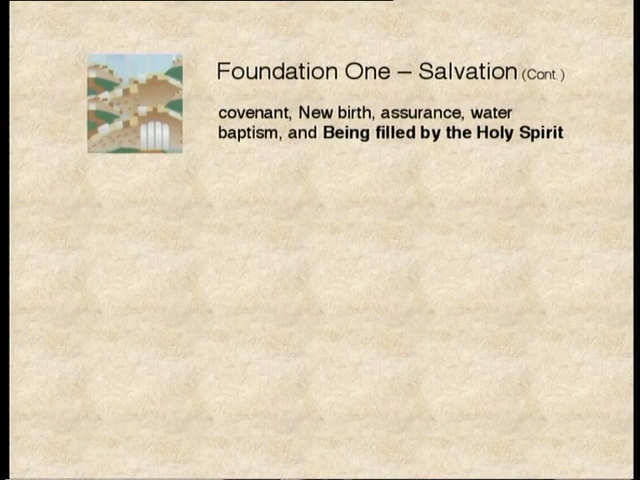 Foundation One – Salvation (Cont.)
covenant, New birth, assurance, water
baptism, and Being filled by the Holy Spirit